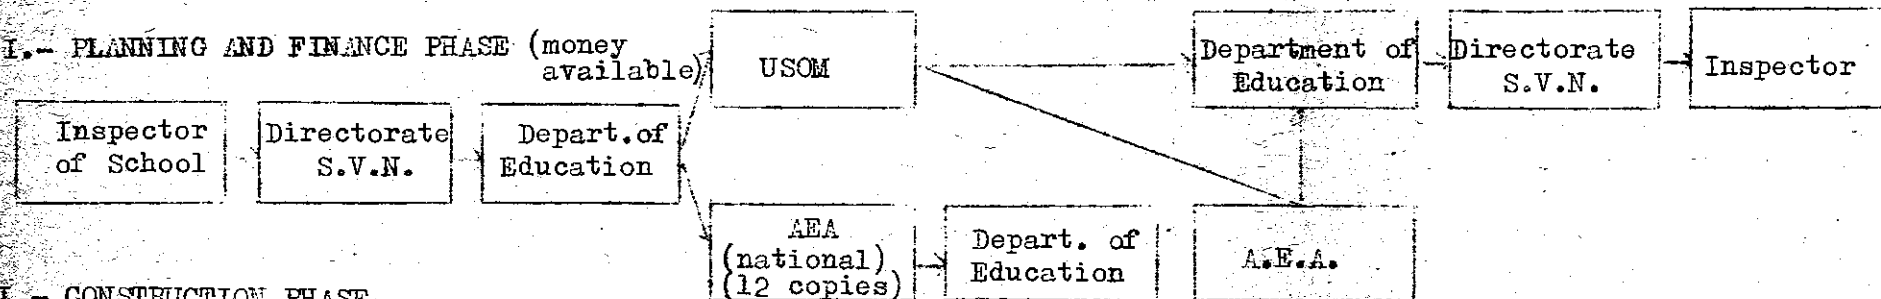 I.- PLANNING AND FINANCE PHASE (money available)
USOM
Department of
Education
Directorate
S.V.N.
Inspector
Inspector
of School
Directorate
S.V.N.
Depart.of
Education
AEA
(national)
(12 copies)
Depart. of
Education
A.E.A.
I.- CONSTRUCTION PHASE